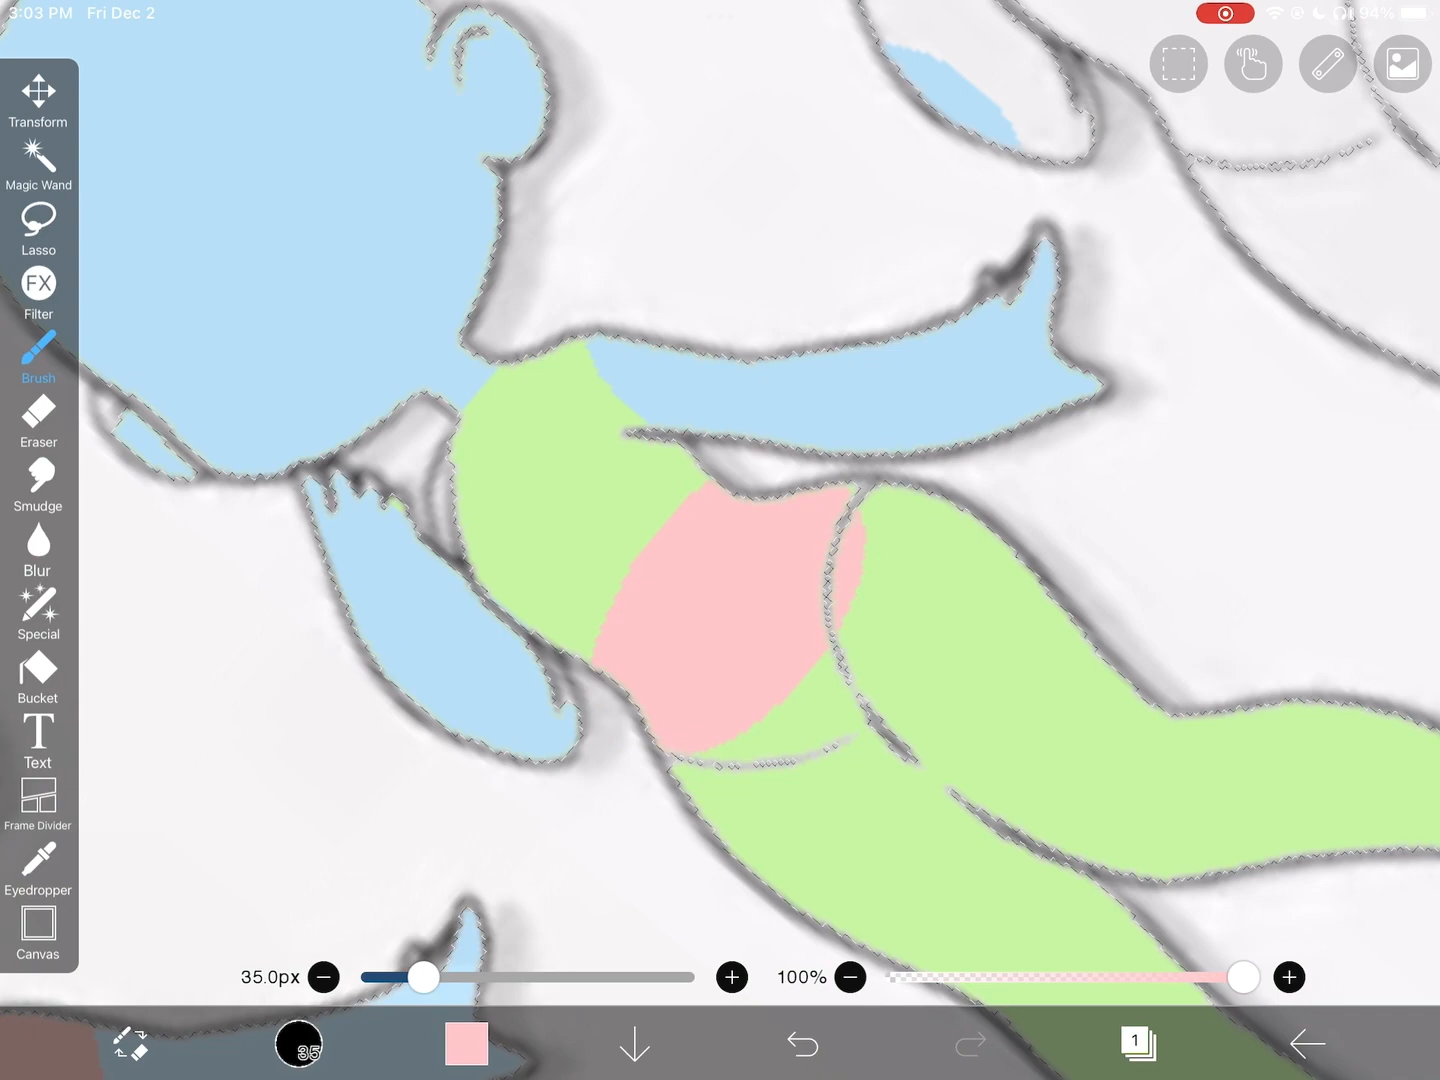 3:03 PM Fri Dec 2
94%
Transform
Magic Wand
Lasso
FX
Filter
Brush
Eraser
Smudge
Blur
Special
Bucket
T
Text
Frame Divider
Eyedropper
Canvas
35.0px
100%
35
1